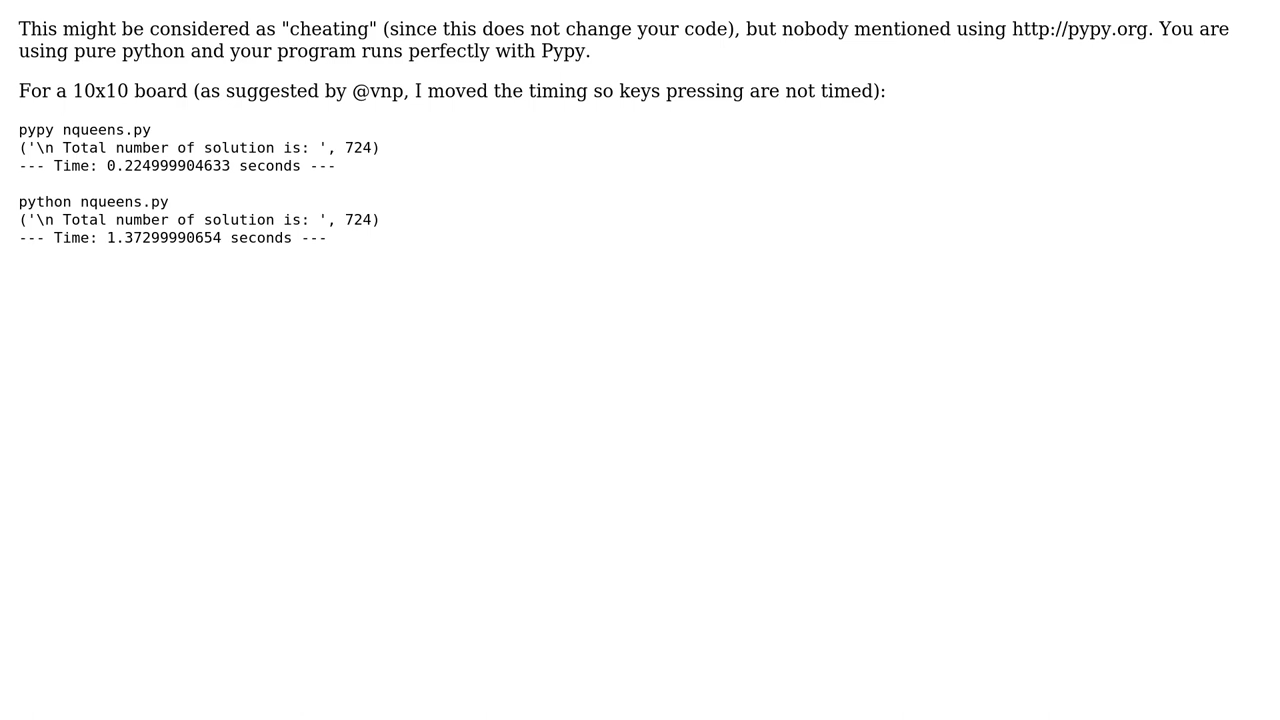 This might be considered as "cheating" (since this does not change your code), but nobody mentioned using http://pypy.org. You are
using pure python and your program runs perfectly with Pypy.
For a 10x10 board (as suggested by @vnp, I moved the timing so keys pressing are not timed):
pypy nqueens.py
('\n Total number of solution is: ', 724)
--- Time: 0.224999904633 seconds ---
python nqueens.py
('\n Total number of solution is: ', 724)
--- Time: 1.37299990654 seconds ---